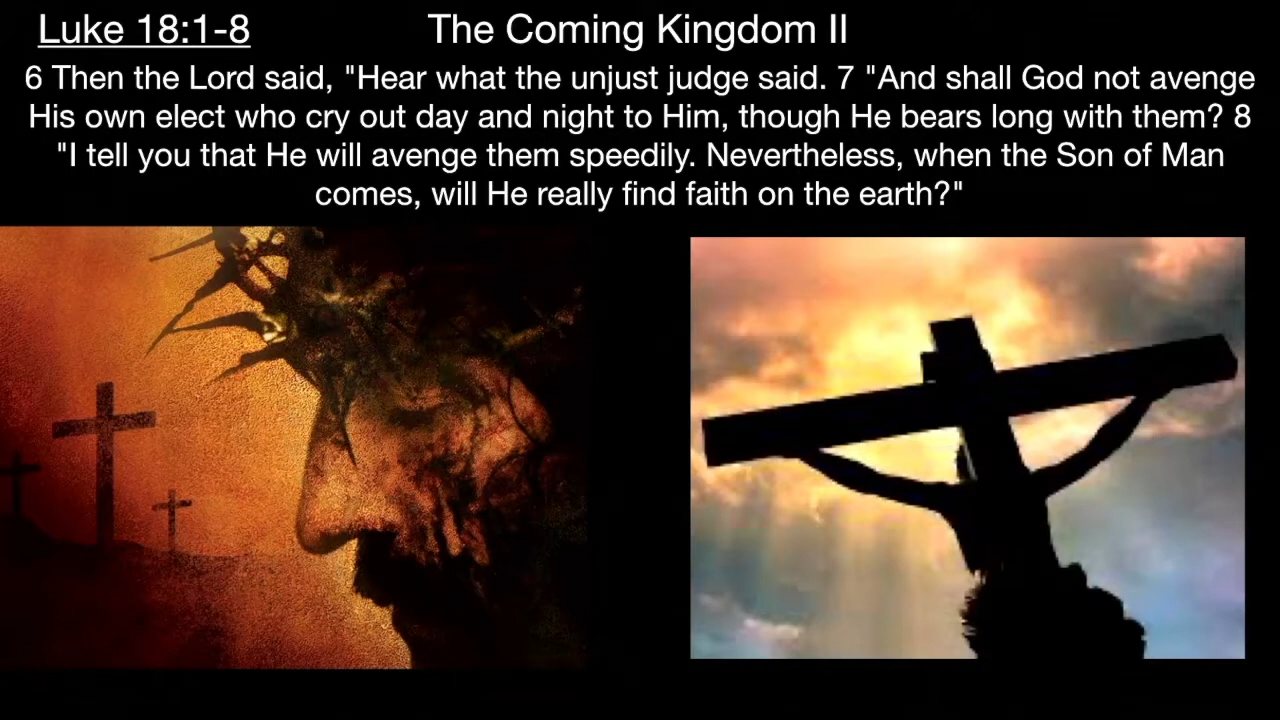 Luke 18:1-8 The Coming Kingdom II
6 Then the Lord said, "Hear what the unjust judge said. 7 "And shall God not avenge
His own elect who cry out day and night to Him, though He bears long with them? 8
"I tell you that He will avenge them speedily. Nevertheless, when the Son of Man
comes, will He really find faith on the earth?"